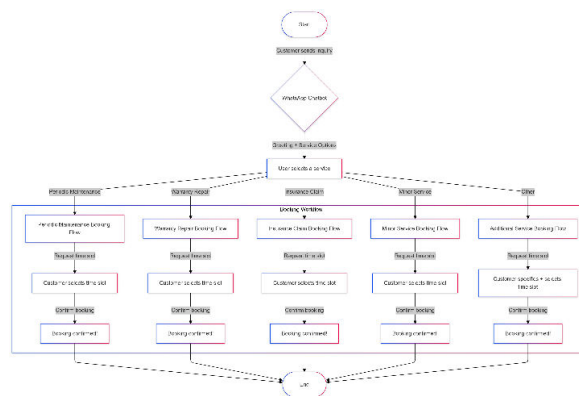 Start
Customer sends inquiry
WhatsApp Chatbot
Greeting + Service Options
User selects a service
Periodic Maintenance
Warranty Repair
Insurance Claim
Minor Service
Other
Booking Workflow
Periodic Maintenance Booking Flow
Warranty Repair Booking Flow
Insurance Claim Booking Flow
Minor Service Booking Flow
Additional Service Booking Flow
Request time slot
Request time slot
Request time slot
Request time slot
Request time slot
Customer selects time slot
Customer selects time slot
Customer selects time slot
Customer selects time slot
Customer specifies + selects
time slot
Confirm booking
Confirm booking
Confirm booking
Confirm booking
Confirm booking
Booking confirmed!
Booking confirmed!
Booking confirmed!
Booking confirmed!
Booking confirmed!
End